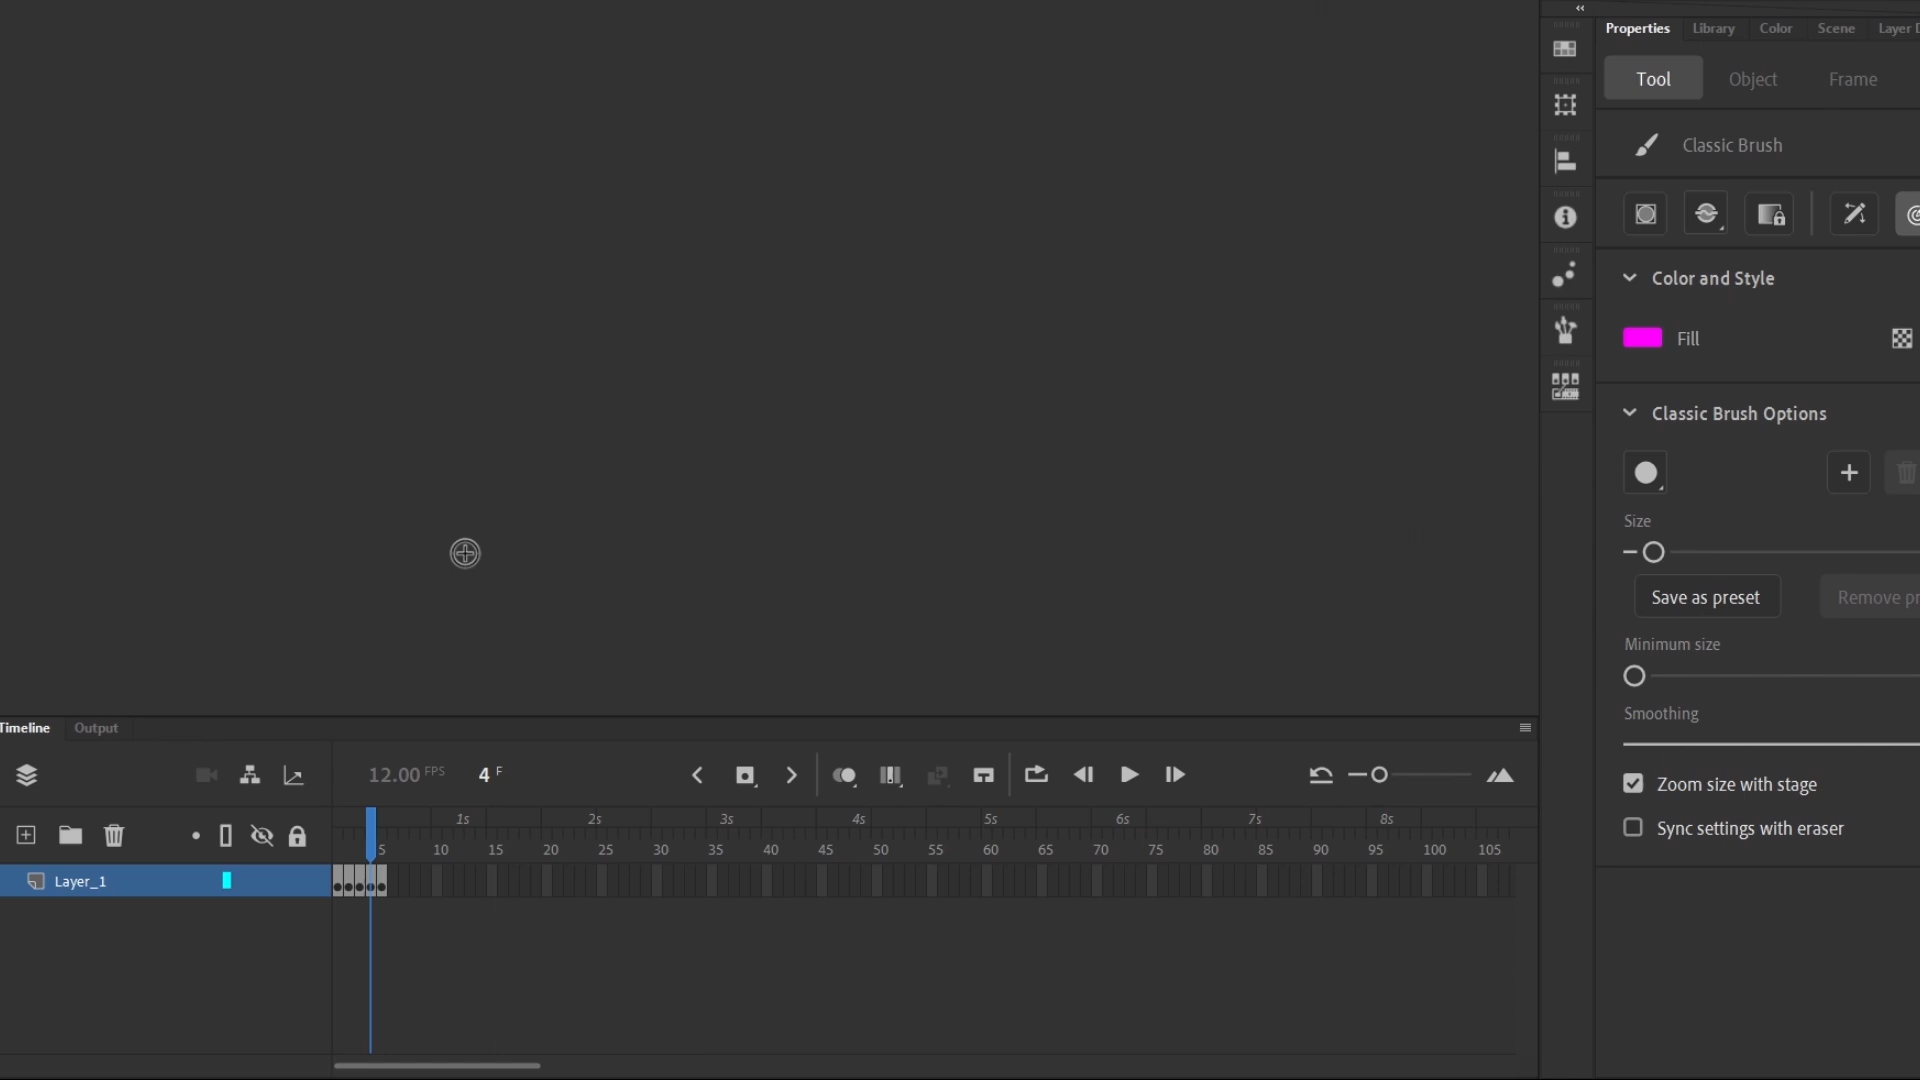 Properties Library Color Scene Layer D
Tool Object Frame
Classic Brush
Color and Style
Fill
Classic Brush Options
Size
Save as preset Remove pr
Minimum size
Smoothing
Zoom size with stage
Sync settings with eraser
Timeline Output
12.00 FPS 4 F
1s 2s 3s 4s 5s 6s 7s 8s
5 10 15 20 25 30 35 40 45 50 55 60 65 70 75 80 85 90 95 100 105
Layer_1